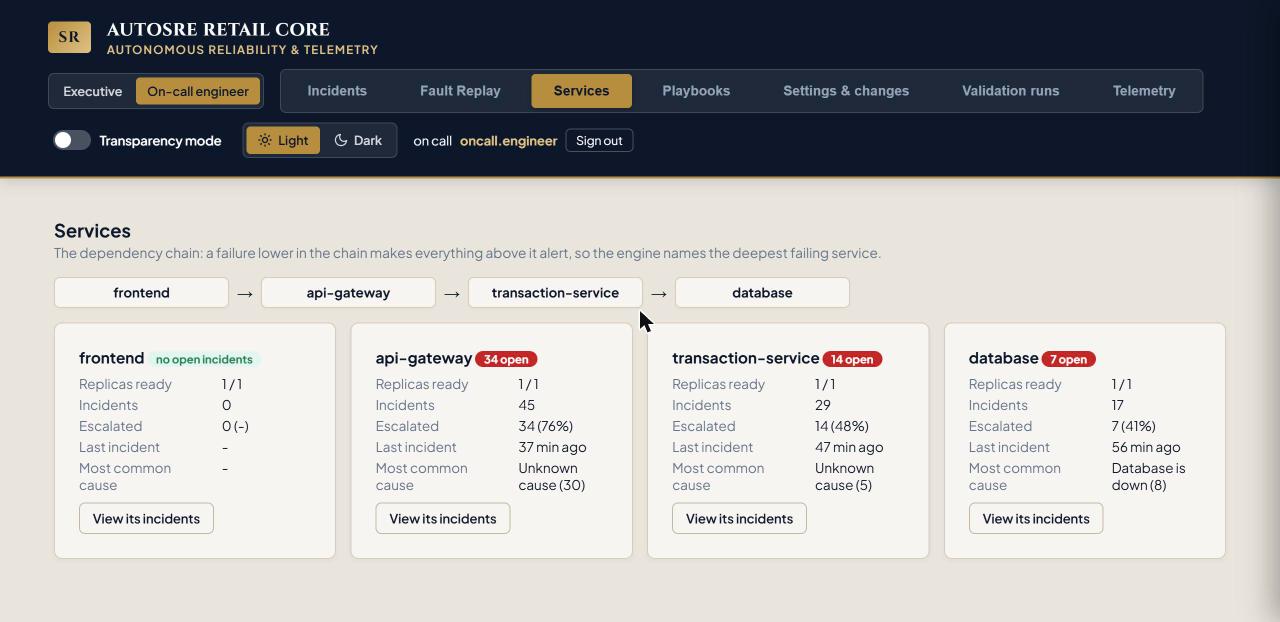 SR
AUTOSRE RETAIL CORE
AUTONOMOUS RELIABILITY & TELEMETRY
Executive On-call engineer
Incidents Fault Replay Services Playbooks Settings & changes Validation runs Telemetry
Transparency mode Light Dark on call oncall.engineer Sign out
Services
The dependency chain: a failure lower in the chain makes everything above it alert, so the engine names the deepest failing service.
frontend → api-gateway → transaction-service → database
frontend no open incidents
Replicas ready 1 / 1
Incidents 0
Escalated 0 (-)
Last incident -
Most common -
cause
View its incidents
api-gateway 34 open
Replicas ready 1 / 1
Incidents 45
Escalated 34 (76%)
Last incident 37 min ago
Most common Unknown
cause cause (30)
View its incidents
transaction-service 14 open
Replicas ready 1 / 1
Incidents 29
Escalated 14 (48%)
Last incident 47 min ago
Most common Unknown
cause cause (5)
View its incidents
database 7 open
Replicas ready 1 / 1
Incidents 17
Escalated 7 (41%)
Last incident 56 min ago
Most common Database is
cause down (8)
View its incidents